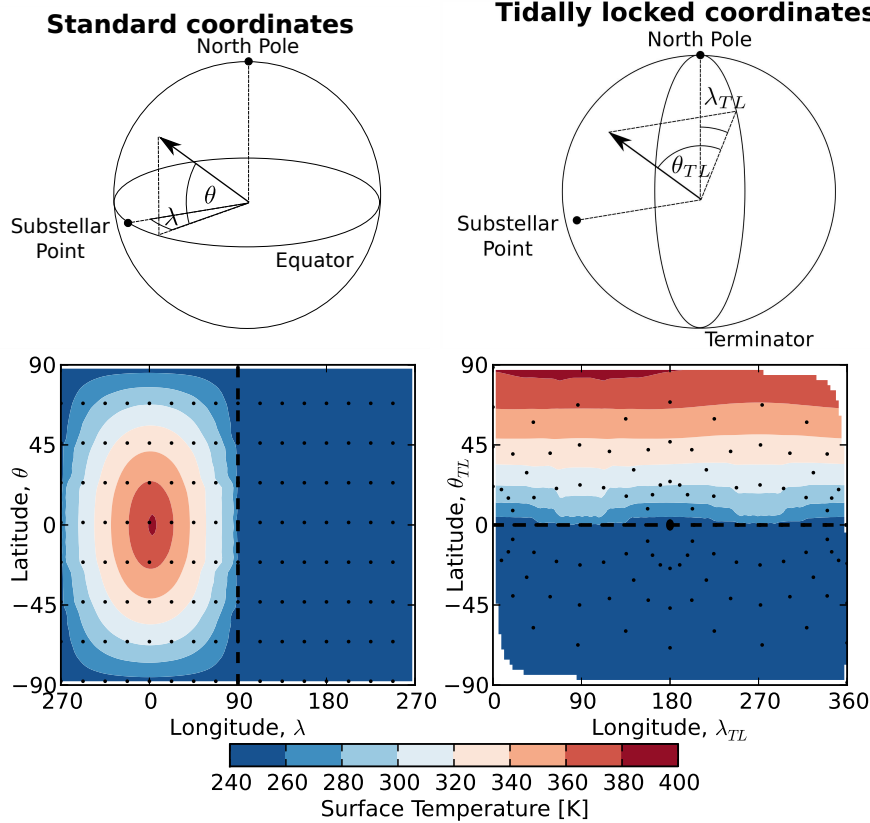 Standard coordinates
North Pole
θ
λ
Substellar
Point
Equator
Tidally locked coordinates
North Pole
λTL
θTL
Substellar
Point
Terminator
90
45
0
−45
−90
Latitude, θ
270 0 90 180 270
Longitude, λ
90
45
0
−45
−90
Latitude, θTL
0 90 180 270 360
Longitude, λTL
240 260 280 300 320 340 360 380 400
Surface Temperature [K]